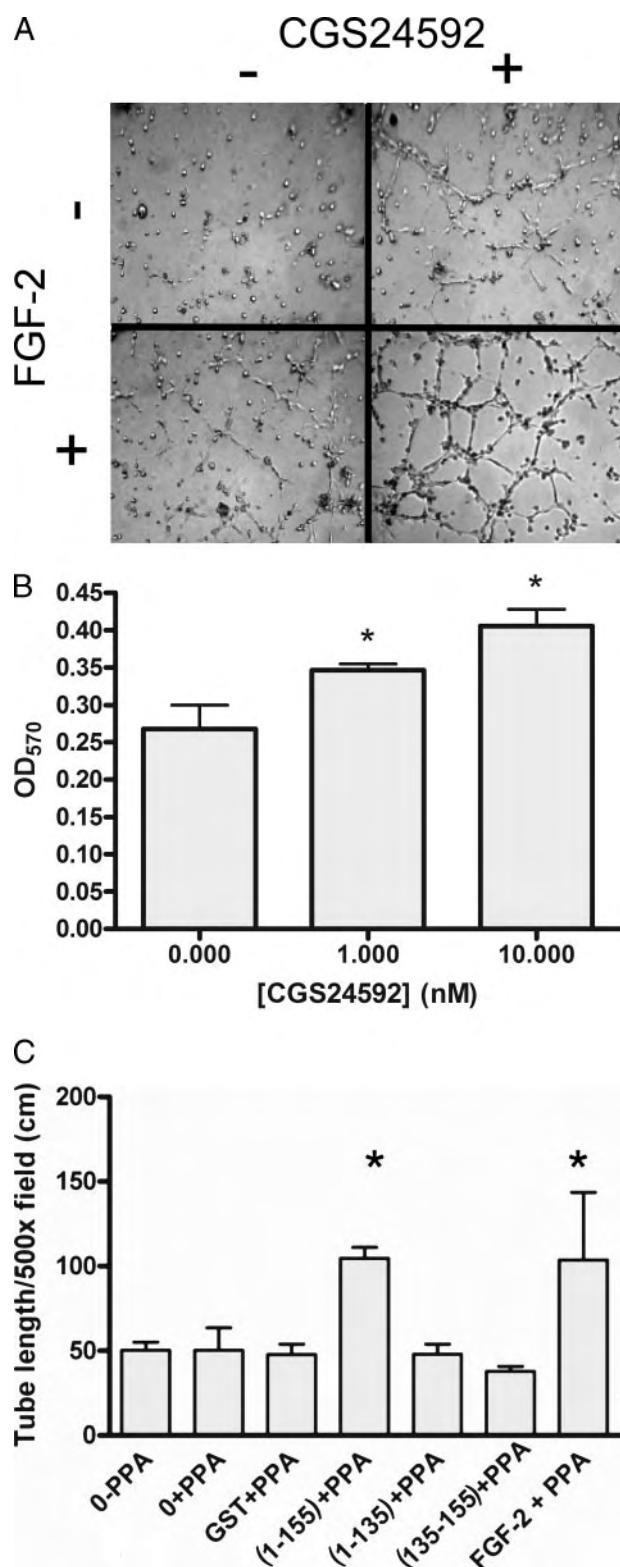 A
CGS24592
- +
FGF-2
-
+
B
OD570
0.45
0.40
0.35
0.30
0.25
0.20
0.15
0.10
0.05
0.00
* *
0.000 1.000 10.000
[CGS24592] (nM)
C
Tube length/500x field (cm)
200
150
100
50
0
* *
0-PPA
0+PPA
GST+PPA
(1-155)+PPA
(1-135)+PPA
(135-155)+PPA
FGF-2 + PPA